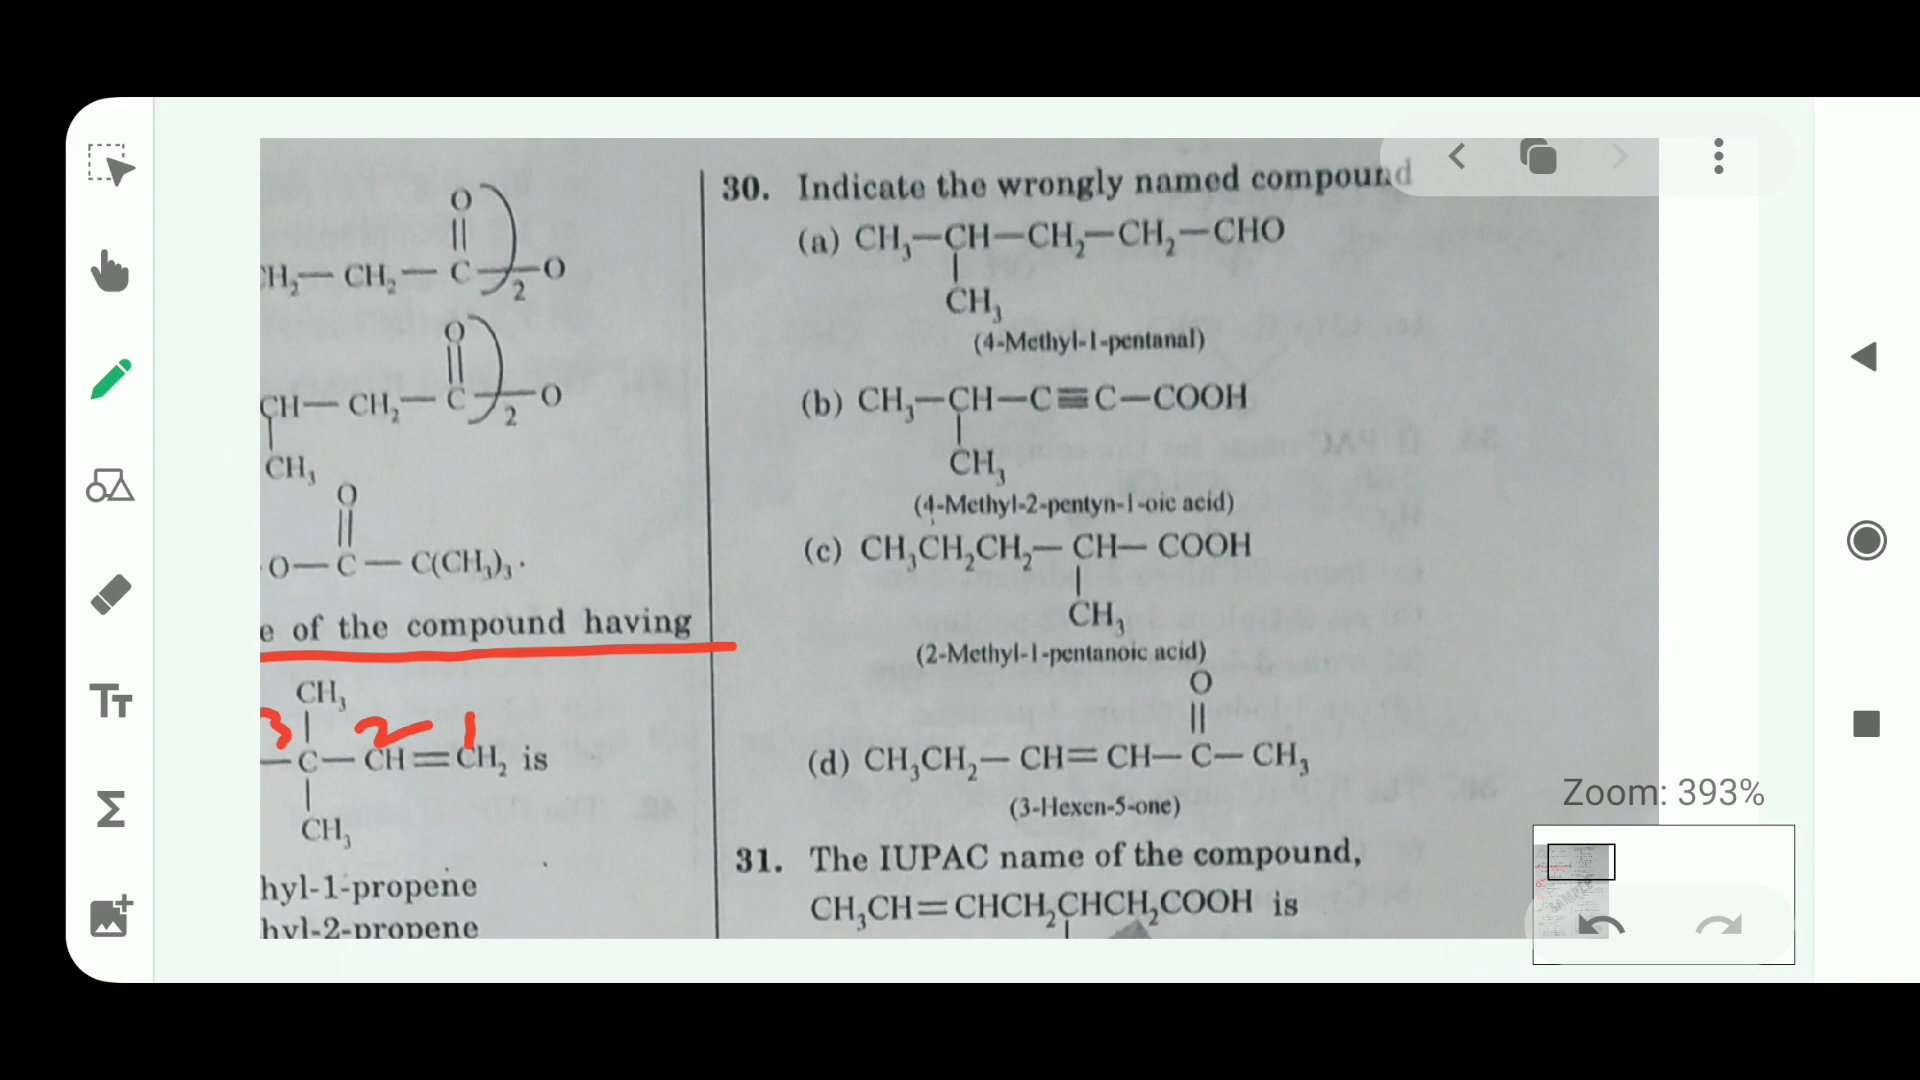 O
CH₂— CH₂— C —)₂—O
O
CH— CH₂— C —)₂—O
CH₃
O
O— C — C(CH₃)₃.
e of the compound having
CH₃
3 2 1
—C— CH=CH₂ is
CH₃
hyl-1-propene
hyl-2-propene
30. Indicate the wrongly named compound
(a) CH₃—CH—CH₂—CH₂—CHO
CH₃
(4-Methyl-1-pentanal)
(b) CH₃—CH—C≡C—COOH
CH₃
(4-Methyl-2-pentyn-1-oic acid)
(c) CH₃CH₂CH₂— CH— COOH
CH₃
(2-Methyl-1-pentanoic acid)
O
(d) CH₃CH₂— CH=CH— C— CH₃
(3-Hexen-5-one)
31. The IUPAC name of the compound,
CH₃CH=CHCH₂CHCH₂COOH is
Tт
Σ
Zoom: 393%